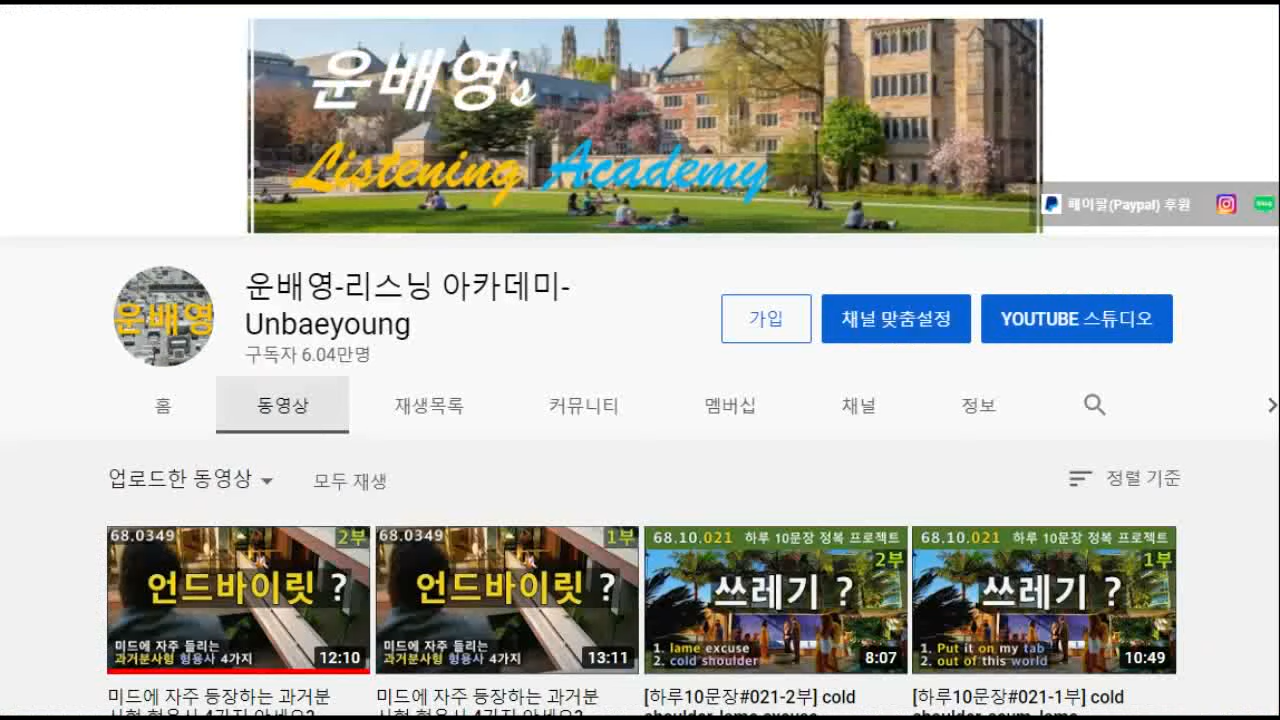 운배영's
Listening Academy
페이팔(Paypal) 후원
운배영
운배영-리스닝 아카데미-
Unbaeyoung
구독자 6.04만명
가입
채널 맞춤설정
YOUTUBE 스튜디오
홈
동영상
재생목록
커뮤니티
멤버십
채널
정보
업로드한 동영상
모두 재생
정렬 기준
68.0349
2부
언드바이릿 ?
미드에 자주 들리는
과거분사형 형용사 4가지
12:10
68.0349
1부
언드바이릿 ?
미드에 자주 들리는
과거분사형 형용사 4가지
13:11
68.10.021 하루 10문장 정복 프로젝트
2부
쓰레기 ?
1. lame excuse
2. cold shoulder
8:07
68.10.021 하루 10문장 정복 프로젝트
1부
쓰레기 ?
1. Put it on my tab
2. out of this world
10:49
미드에 자주 등장하는 과거분
미드에 자주 등장하는 과거분
[하루10문장#021-2부] cold
[하루10문장#021-1부] cold